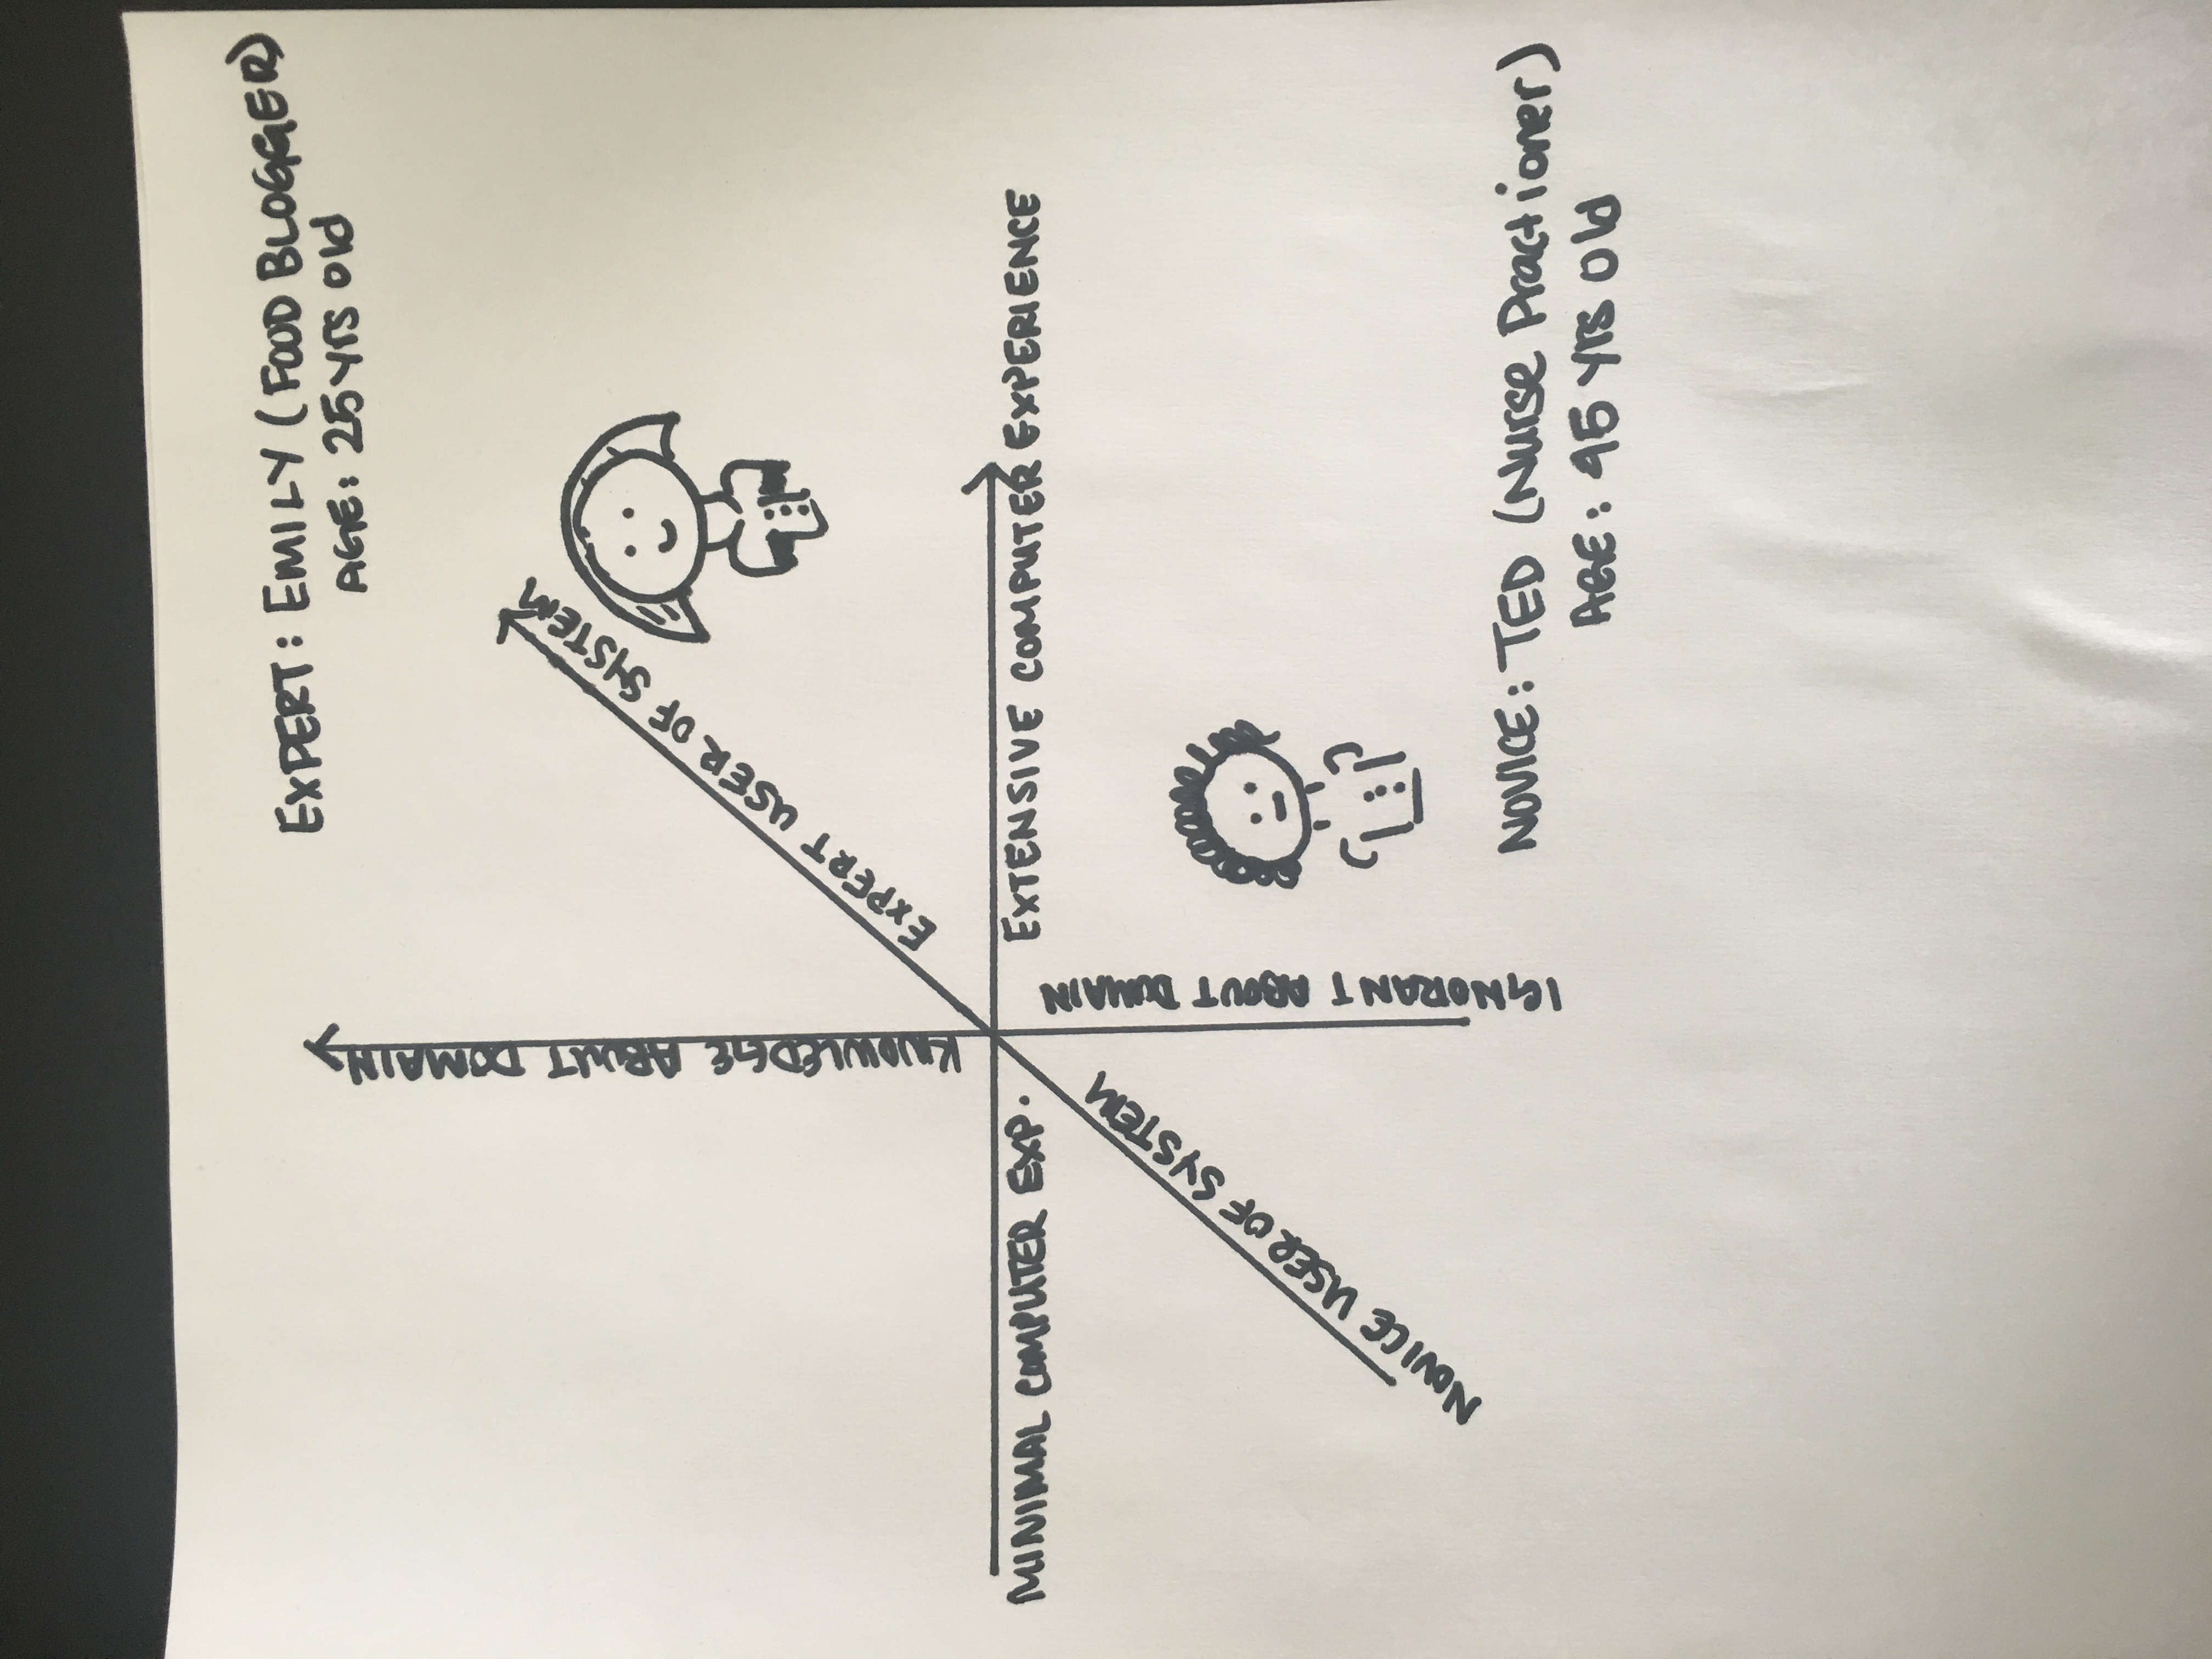 EXPERT: EMILY (FOOD BLOGGER)
AGE: 25 yrs old
KNOWLEDGE ABOUT DOMAIN
EXPERT USER OF SYSTEM
MINIMAL COMPUTER EXP.
EXTENSIVE COMPUTER EXPERIENCE
NOVICE USER OF SYSTEM
IGNORANT ABOUT DOMAIN
NOVICE: TED (Nurse Practioner)
AGE: 45 yrs old